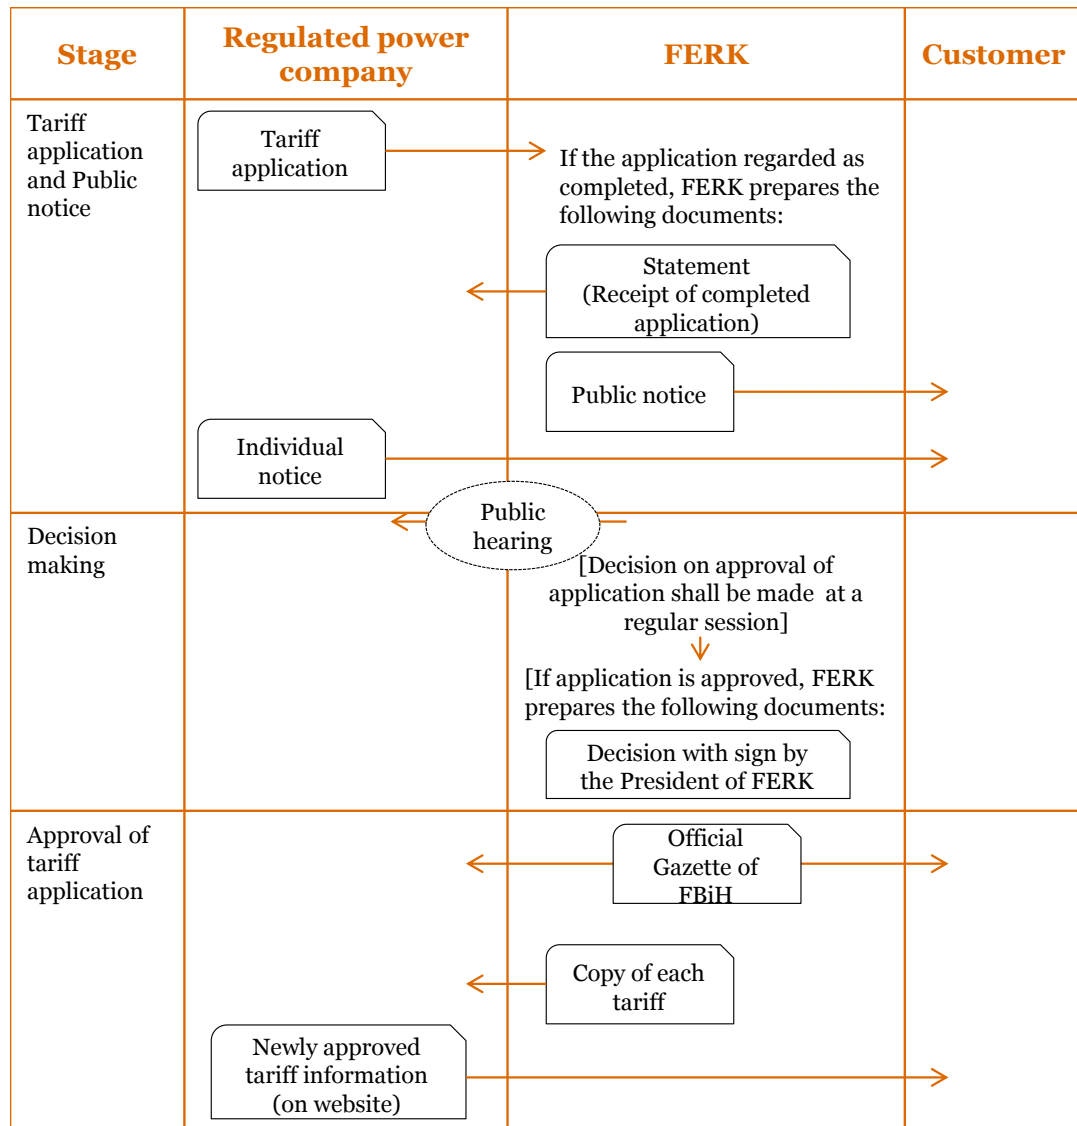 Stage
Regulated power
company
FERK
Customer
Tariff
application
and Public
notice
Tariff
application
If the application regarded as
completed, FERK prepares the
following documents:
Statement
(Receipt of completed
application)
Public notice
Individual
notice
Public
hearing
Decision
making
[Decision on approval of
application shall be made at a
regular session]
[If application is approved, FERK
prepares the following documents:
Decision with sign by
the President of FERK
Approval of
tariff
application
Official
Gazette of
FBiH
Copy of each
tariff
Newly approved
tariff information
(on website)